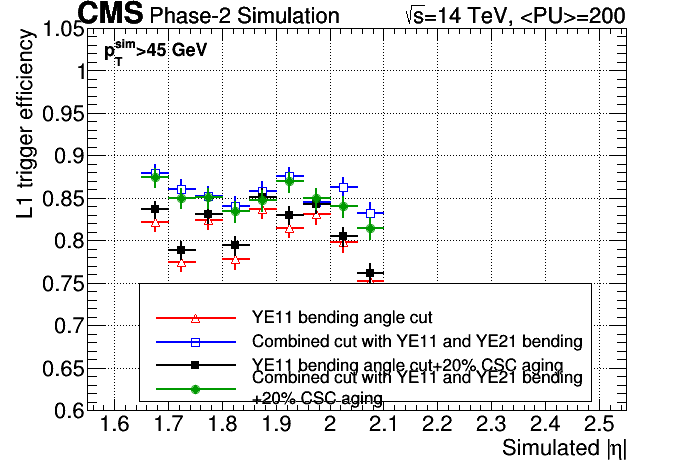 CMS Phase-2 Simulation √s=14 TeV, <PU>=200
p_T^sim>45 GeV
L1 trigger efficiency
1.05
1
0.95
0.9
0.85
0.8
0.75
0.7
0.65
0.6
YE11 bending angle cut
Combined cut with YE11 and YE21 bending
YE11 bending angle cut+20% CSC aging
Combined cut with YE11 and YE21 bending
+20% CSC aging
1.6 1.7 1.8 1.9 2 2.1 2.2 2.3 2.4 2.5
Simulated |η|